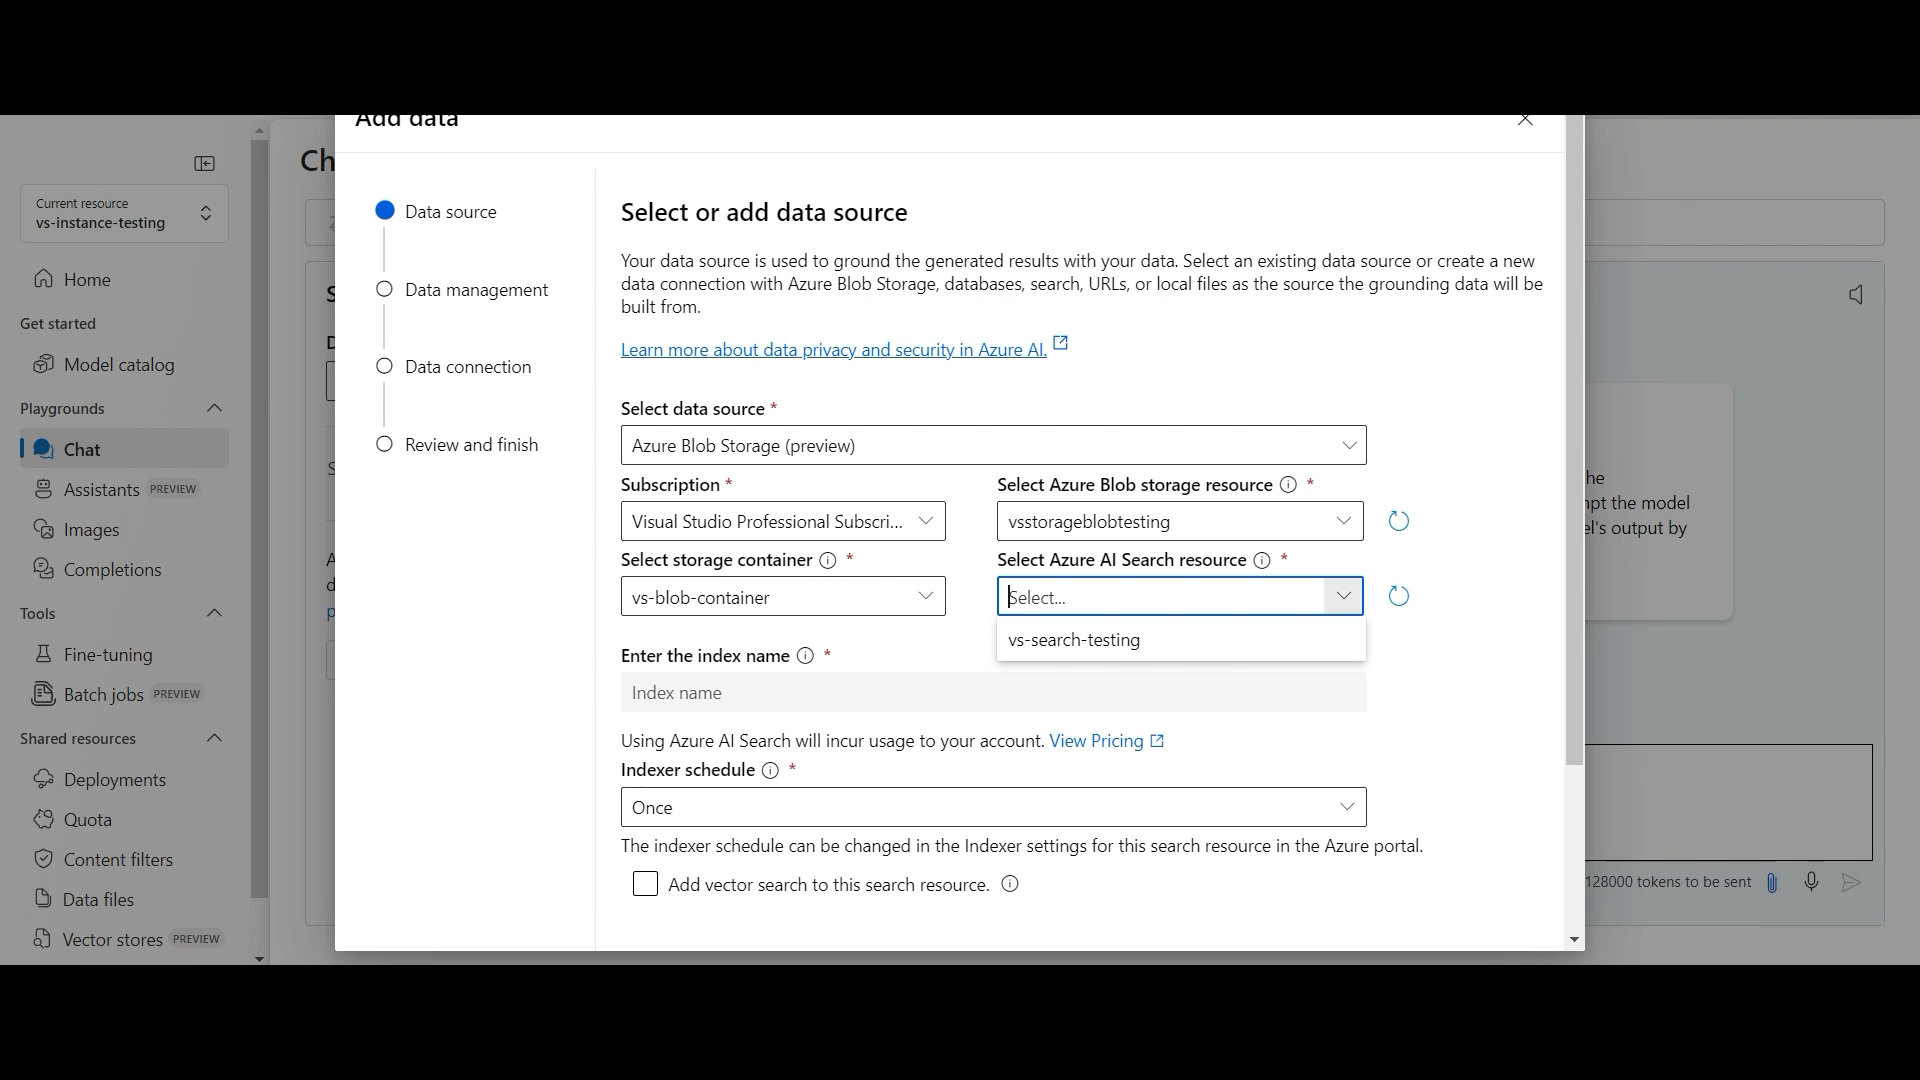 Add data
Ch
Current resource
vs-instance-testing
Home
Get started
Model catalog
Playgrounds
Chat
Assistants PREVIEW
Images
Completions
Tools
Fine-tuning
Batch jobs PREVIEW
Shared resources
Deployments
Quota
Content filters
Data files
Vector stores PREVIEW
Data source
Data management
Data connection
Review and finish
Select or add data source
Your data source is used to ground the generated results with your data. Select an existing data source or create a new
data connection with Azure Blob Storage, databases, search, URLs, or local files as the source the grounding data will be
built from.
Learn more about data privacy and security in Azure AI.
Select data source *
Azure Blob Storage (preview)
Subscription *
Visual Studio Professional Subscri...
Select Azure Blob storage resource *
vsstorageblobtesting
Select storage container *
vs-blob-container
Select Azure AI Search resource *
Select...
vs-search-testing
Enter the index name *
Index name
Using Azure AI Search will incur usage to your account. View Pricing
Indexer schedule *
Once
The indexer schedule can be changed in the Indexer settings for this search resource in the Azure portal.
Add vector search to this search resource.
he
mpt the model
el's output by
128000 tokens to be sent